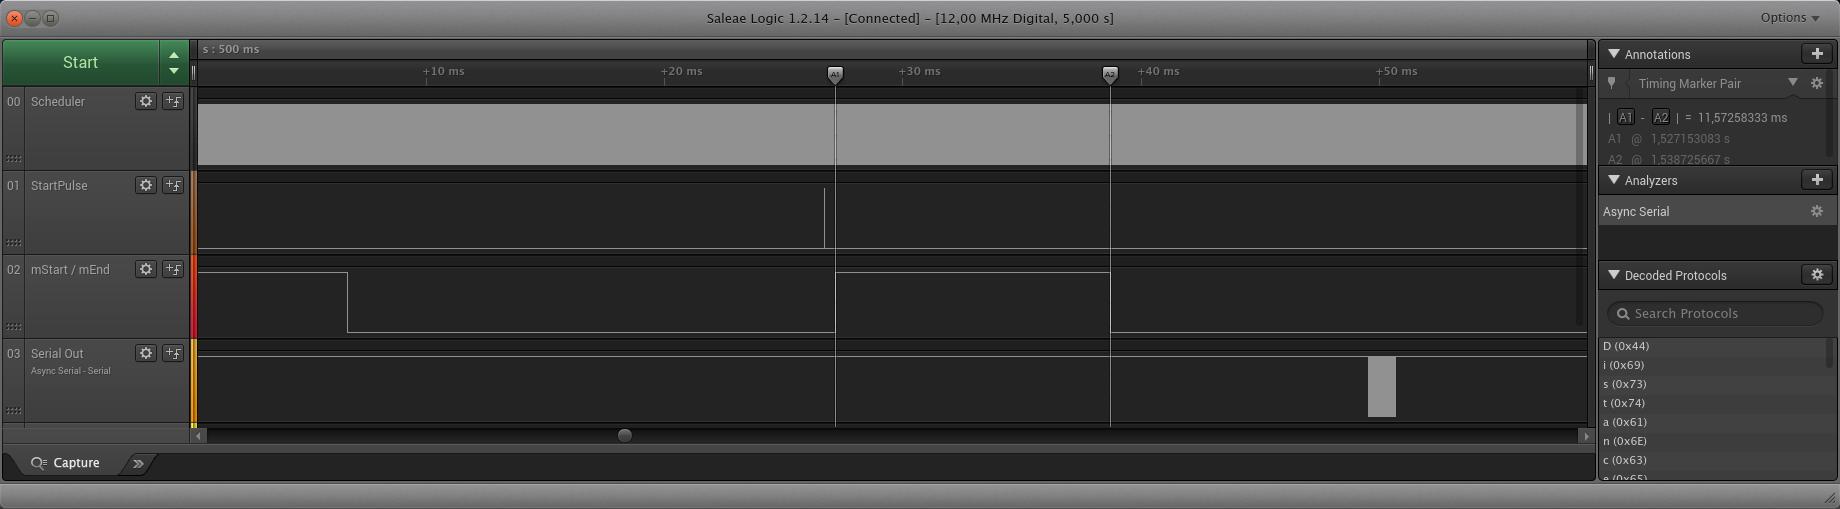 Saleae Logic 1.2.14 – [Connected] – [12,00 MHz Digital, 5,000 s]
Options
Start
s : 500 ms
+10 ms +20 ms A1 +30 ms A2 +40 ms +50 ms
00 Scheduler
01 StartPulse
02 mStart / mEnd
03 Serial Out
Async Serial - Serial
Capture
Annotations
Timing Marker Pair
| A1 - A2 | = 11,57258333 ms
A1 @ 1,527153083 s
A2 @ 1,538725667 s
Analyzers
Async Serial
Decoded Protocols
Search Protocols
D (0x44)
i (0x69)
s (0x73)
t (0x74)
a (0x61)
n (0x6E)
c (0x63)
e (0x65)